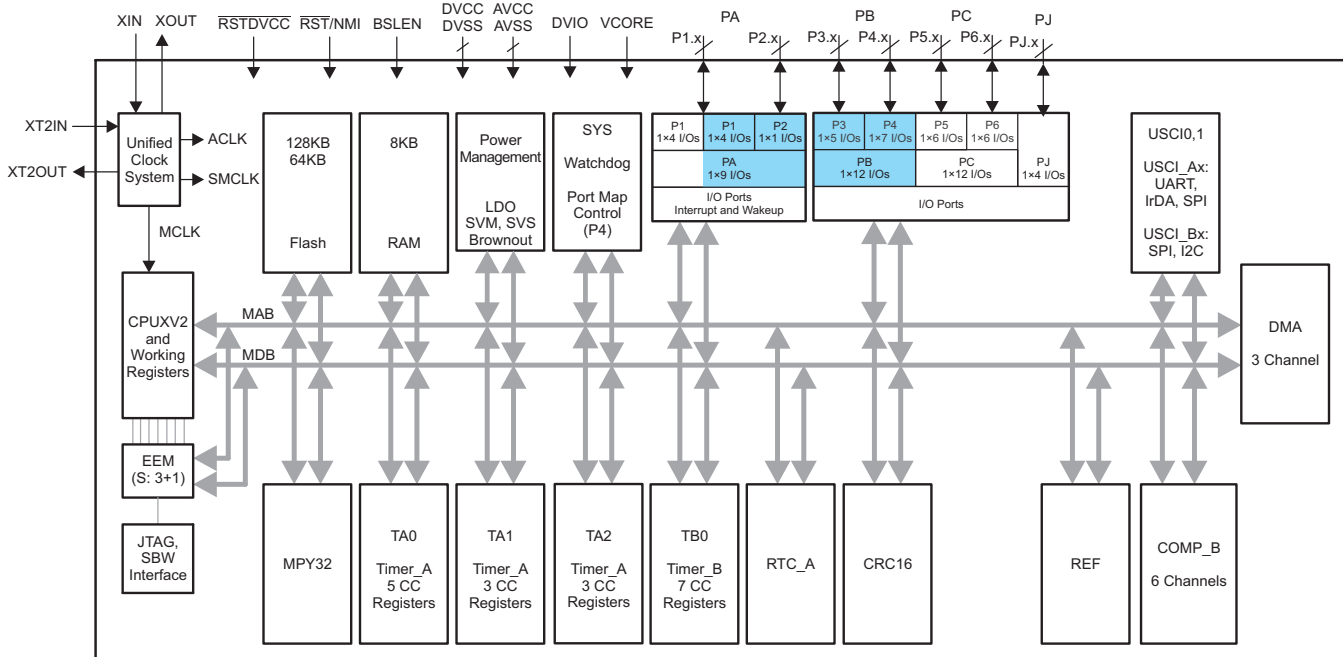 XIN XOUT RSTDVCC RST/NMI BSLEN DVCC AVCC DVIO VCORE PA PB PC PJ
DVSS AVSS P1.x P2.x P3.x P4.x P5.x P6.x PJ.x
XT2IN
XT2OUT
Unified
Clock
System
ACLK
SMCLK
MCLK
128KB
64KB
Flash
8KB
RAM
Power
Management
LDO
SVM, SVS
Brownout
SYS
Watchdog
Port Map
Control
(P4)
P1
1×4 I/Os
P1
1×4 I/Os
P2
1×1 I/Os
PA
1×9 I/Os
I/O Ports
Interrupt and Wakeup
P3
1×5 I/Os
P4
1×7 I/Os
P5
1×6 I/Os
P6
1×6 I/Os
PB
1×12 I/Os
PC
1×12 I/Os
PJ
1×4 I/Os
I/O Ports
USCI0,1
USCI_Ax:
UART,
IrDA, SPI
USCI_Bx:
SPI, I2C
CPUXV2
and
Working
Registers
MAB
MDB
DMA
3 Channel
EEM
(S: 3+1)
JTAG,
SBW
Interface
MPY32
TA0
Timer_A
5 CC
Registers
TA1
Timer_A
3 CC
Registers
TA2
Timer_A
3 CC
Registers
TB0
Timer_B
7 CC
Registers
RTC_A
CRC16
REF
COMP_B
6 Channels